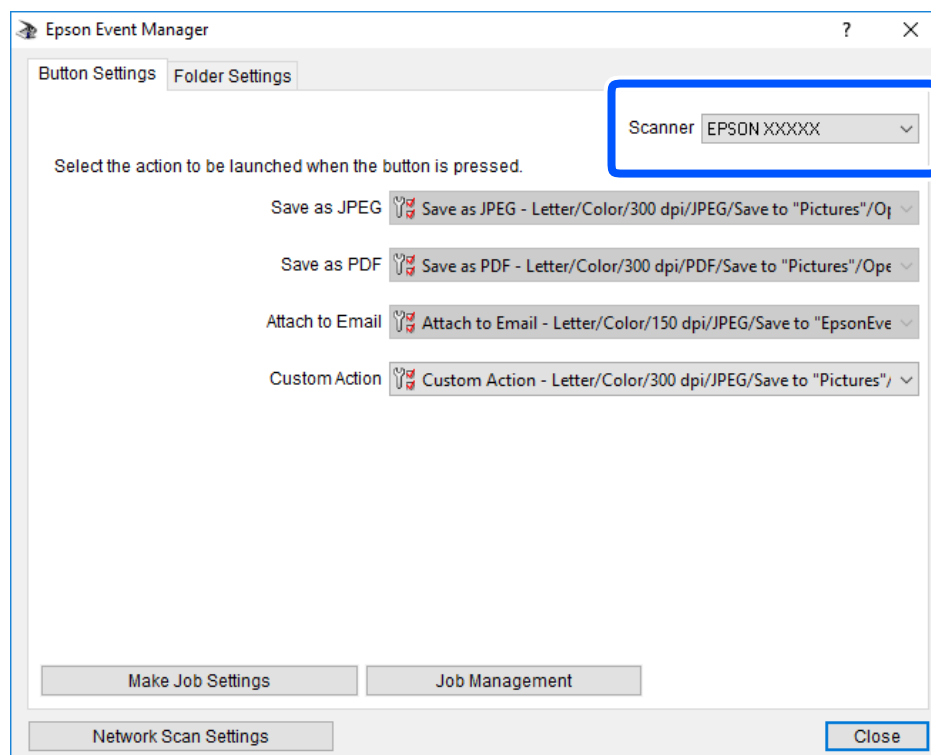 Epson Event Manager
Button Settings Folder Settings
Scanner EPSON XXXXX
Select the action to be launched when the button is pressed.
Save as JPEG Save as JPEG - Letter/Color/300 dpi/JPEG/Save to "Pictures"/Op
Save as PDF Save as PDF - Letter/Color/300 dpi/PDF/Save to "Pictures"/Ope
Attach to Email Attach to Email - Letter/Color/150 dpi/JPEG/Save to "EpsonEve
Custom Action Custom Action - Letter/Color/300 dpi/JPEG/Save to "Pictures"/
Make Job Settings Job Management
Network Scan Settings Close